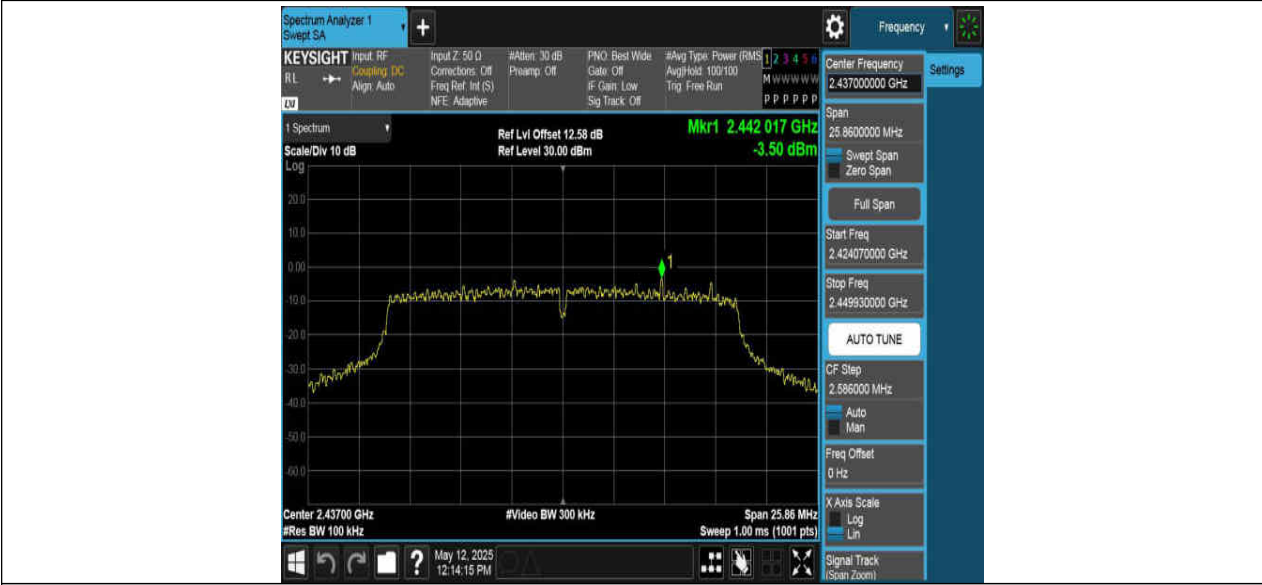 Spectrum Analyzer 1
Swept SA
+
Frequency
KEYSIGHT
RL
LXI
Input: RF
Coupling: DC
Align: Auto
Input Z: 50 Ω
Corrections: Off
Freq Ref: Int (S)
NFE: Adaptive
#Atten: 30 dB
Preamp: Off
PNO: Best Wide
Gate: Off
IF Gain: Low
Sig Track: Off
#Avg Type: Power (RMS
Avg|Hold: 100/100
Trig: Free Run
1 2 3 4 5 6
M W W W W W
P P P P P P
1 Spectrum
Scale/Div 10 dB
Log
Ref Lvl Offset 12.58 dB
Ref Level 30.00 dBm
Mkr1 2.442 017 GHz
-3.50 dBm
20.0
10.0
0.00
-10.0
-20.0
-30.0
-40.0
-50.0
-60.0
1
Center 2.43700 GHz
#Res BW 100 kHz
#Video BW 300 kHz
Span 25.86 MHz
Sweep 1.00 ms (1001 pts)
?
May 12, 2025
12:14:15 PM
Center Frequency
2.437000000 GHz
Settings
Span
25.8600000 MHz
Swept Span
Zero Span
Full Span
Start Freq
2.424070000 GHz
Stop Freq
2.449930000 GHz
AUTO TUNE
CF Step
2.586000 MHz
Auto
Man
Freq Offset
0 Hz
X Axis Scale
Log
Lin
Signal Track
(Span Zoom)